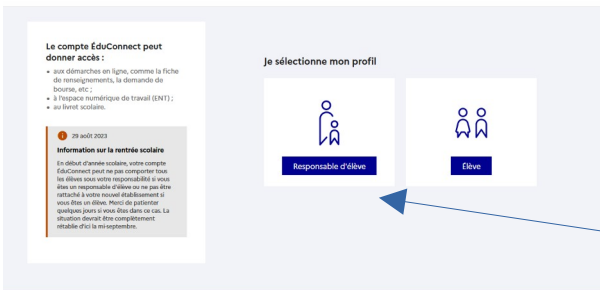 Le compte ÉduConnect peut
donner accès :
• aux démarches en ligne, comme la fiche
de renseignements, la demande de
bourse, etc ;
• à l'espace numérique de travail (ENT) ;
• au livret scolaire.
29 août 2023
Information sur la rentrée scolaire
En début d'année scolaire, votre compte
ÉduConnect peut ne pas comporter tous
les élèves sous votre responsabilité si vous
êtes un responsable d'élève ou ne pas être
rattaché à votre nouvel établissement si
vous êtes un élève. Merci de patienter
quelques jours si vous êtes dans ce cas. La
situation devrait être complètement
rétablie d'ici la mi-septembre.
Je sélectionne mon profil
Responsable d'élève
Élève